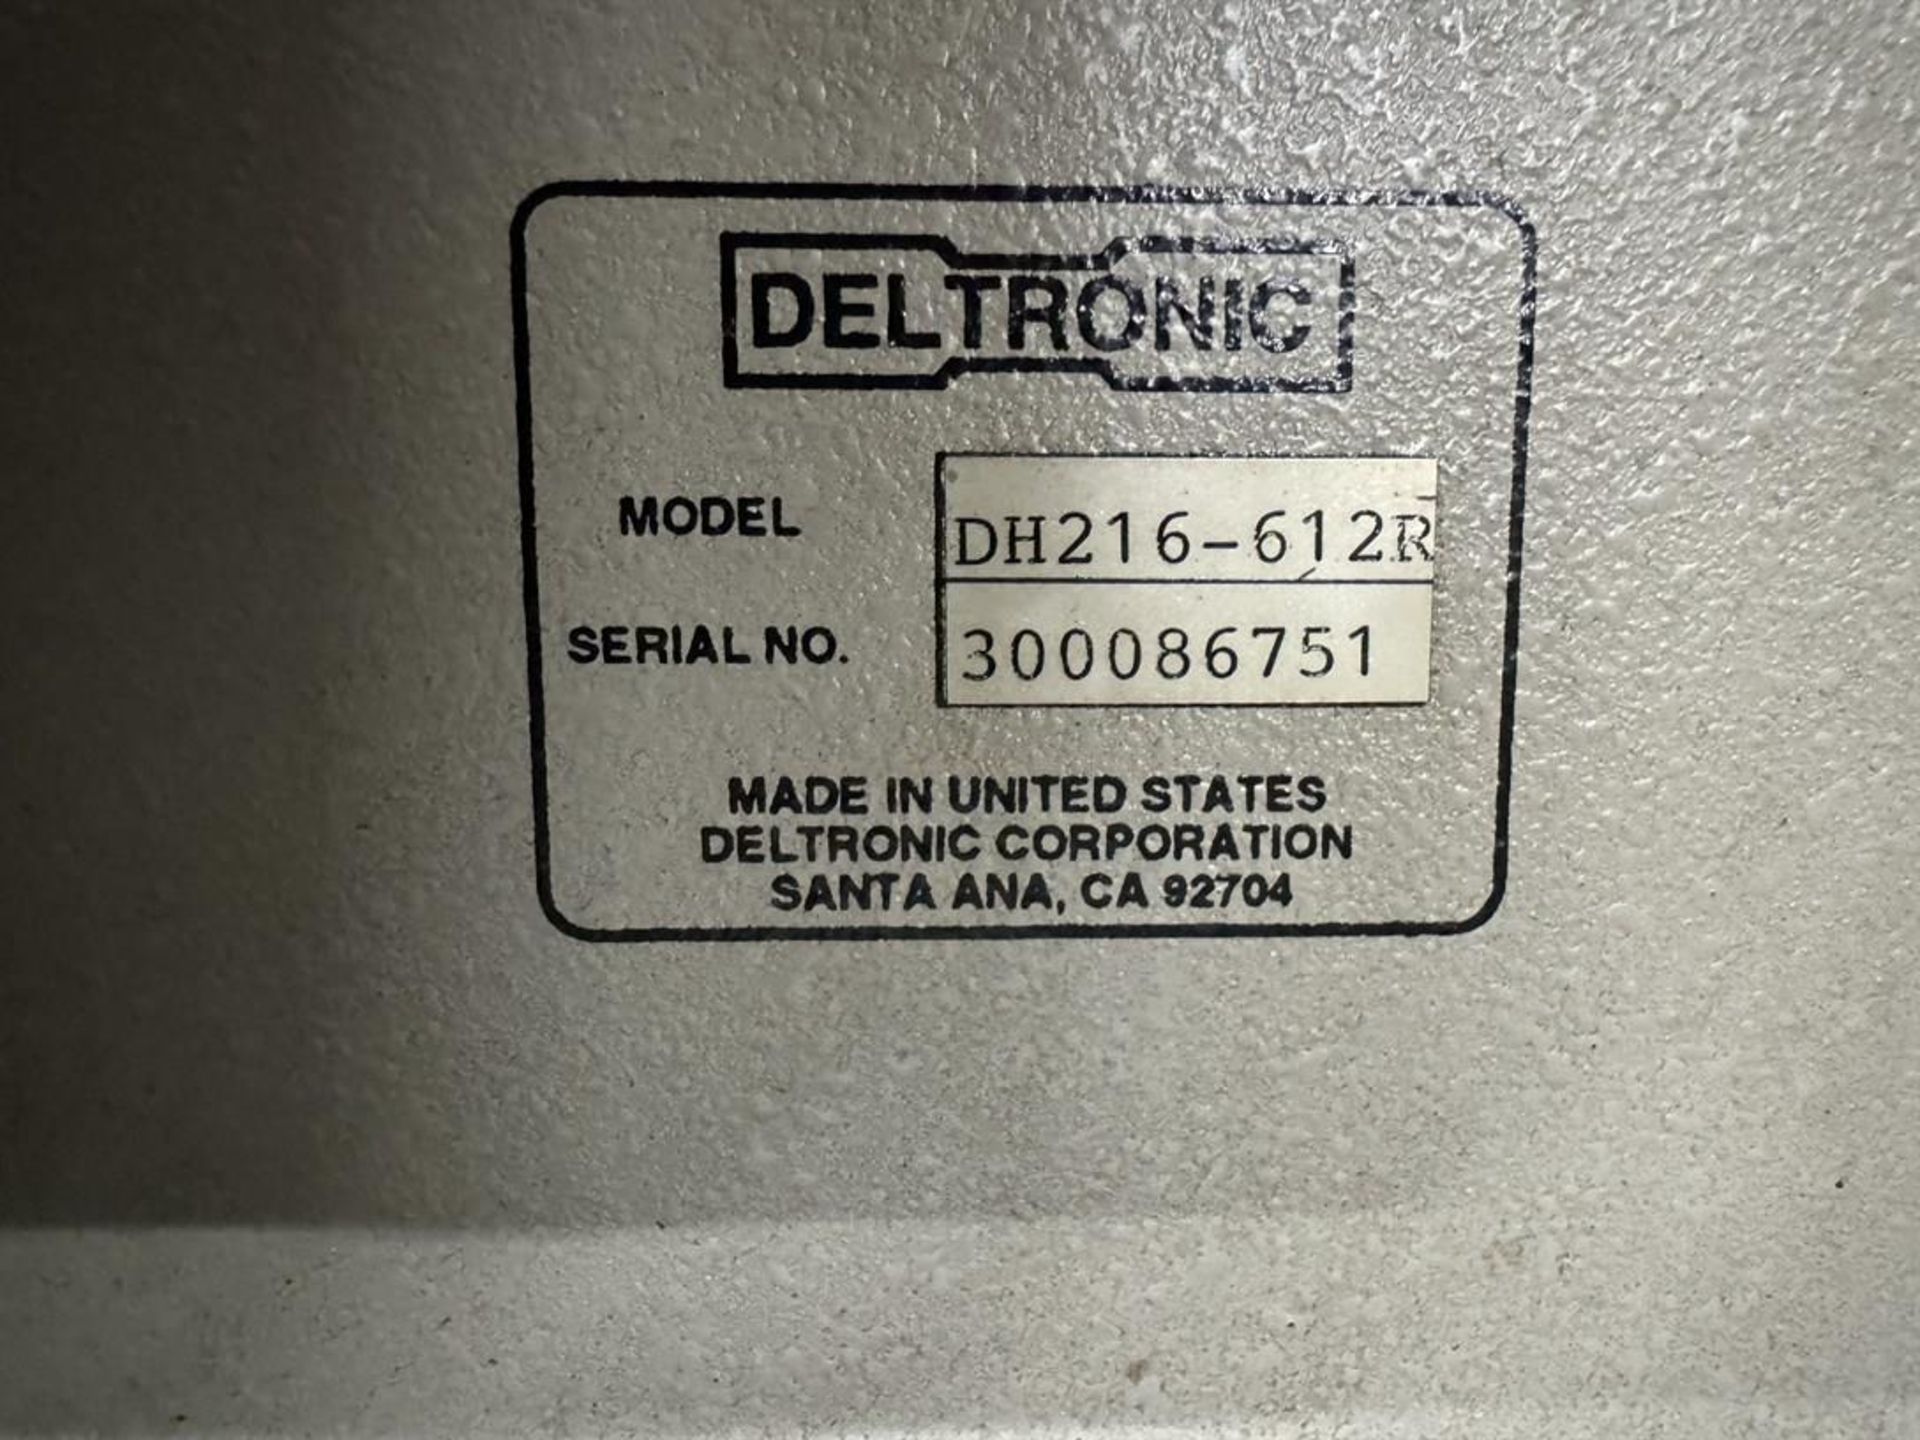 DELTRONIC
MODEL DH216-612R
SERIAL NO. 300086751
MADE IN UNITED STATES
DELTRONIC CORPORATION
SANTA ANA, CA 92704